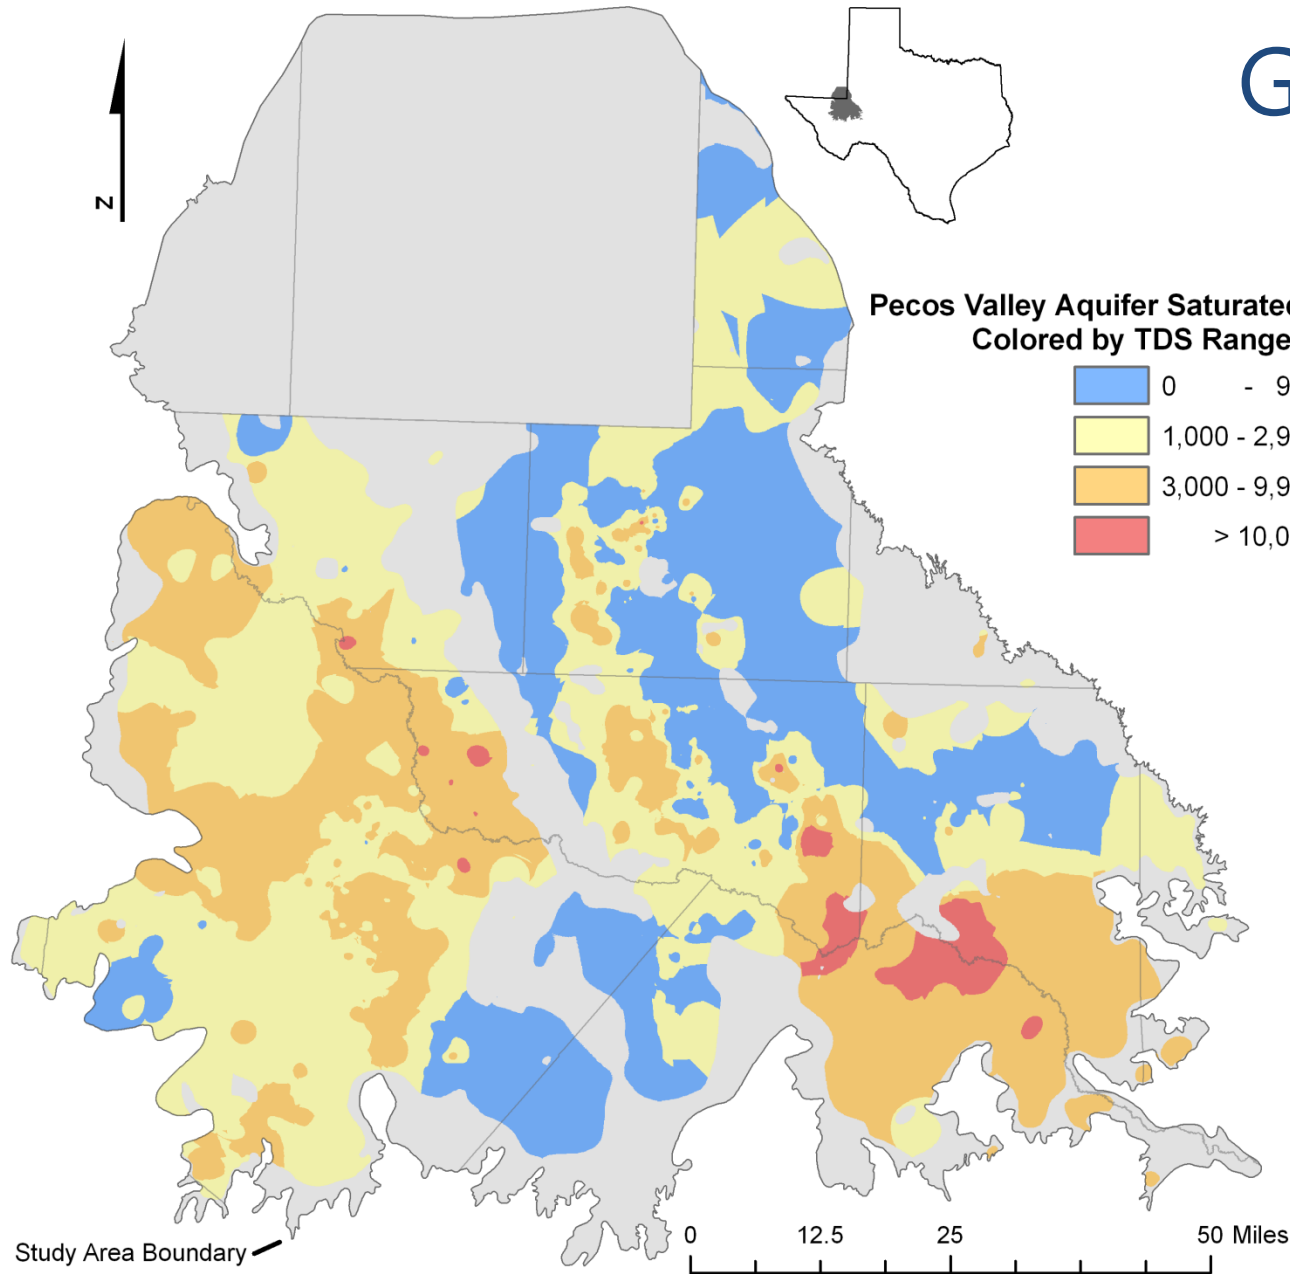 G
N
Pecos Valley Aquifer Saturated
Colored by TDS Range
0 - 9
1,000 - 2,9
3,000 - 9,9
> 10,0
0 12.5 25 50 Miles
Study Area Boundary